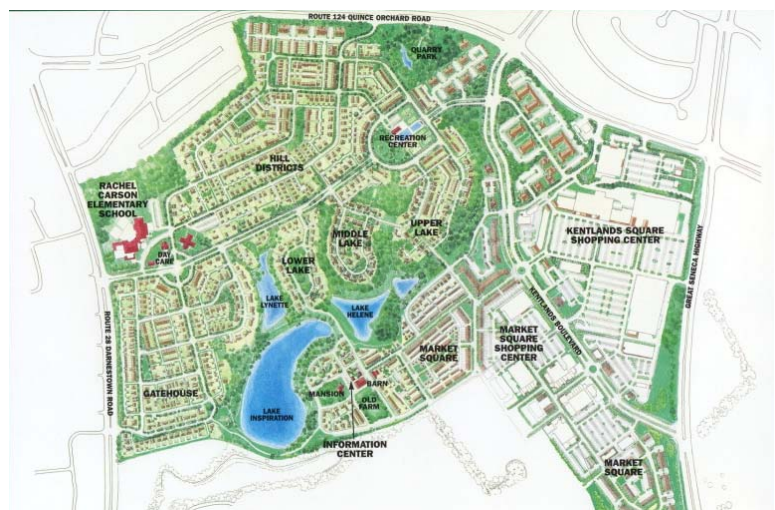 ROUTE 124 QUINCE ORCHARD ROAD
QUARRY
PARK
RECREATION
CENTER
HILL
DISTRICTS
RACHEL
CARSON
ELEMENTARY
SCHOOL
DAY
CARE
MIDDLE
LAKE
UPPER
LAKE
KENTLANDS SQUARE
SHOPPING CENTER
GREAT SENECA HIGHWAY
LOWER
LAKE
LAKE
LYNETTE
LAKE
HELENE
KENTLANDS BOULEVARD
ROUTE 28 DARNESTOWN ROAD
MARKET
SQUARE
MARKET
SQUARE
SHOPPING
CENTER
GATEHOUSE
MANSION
BARN
OLD
FARM
LAKE
INSPIRATION
INFORMATION
CENTER
MARKET
SQUARE